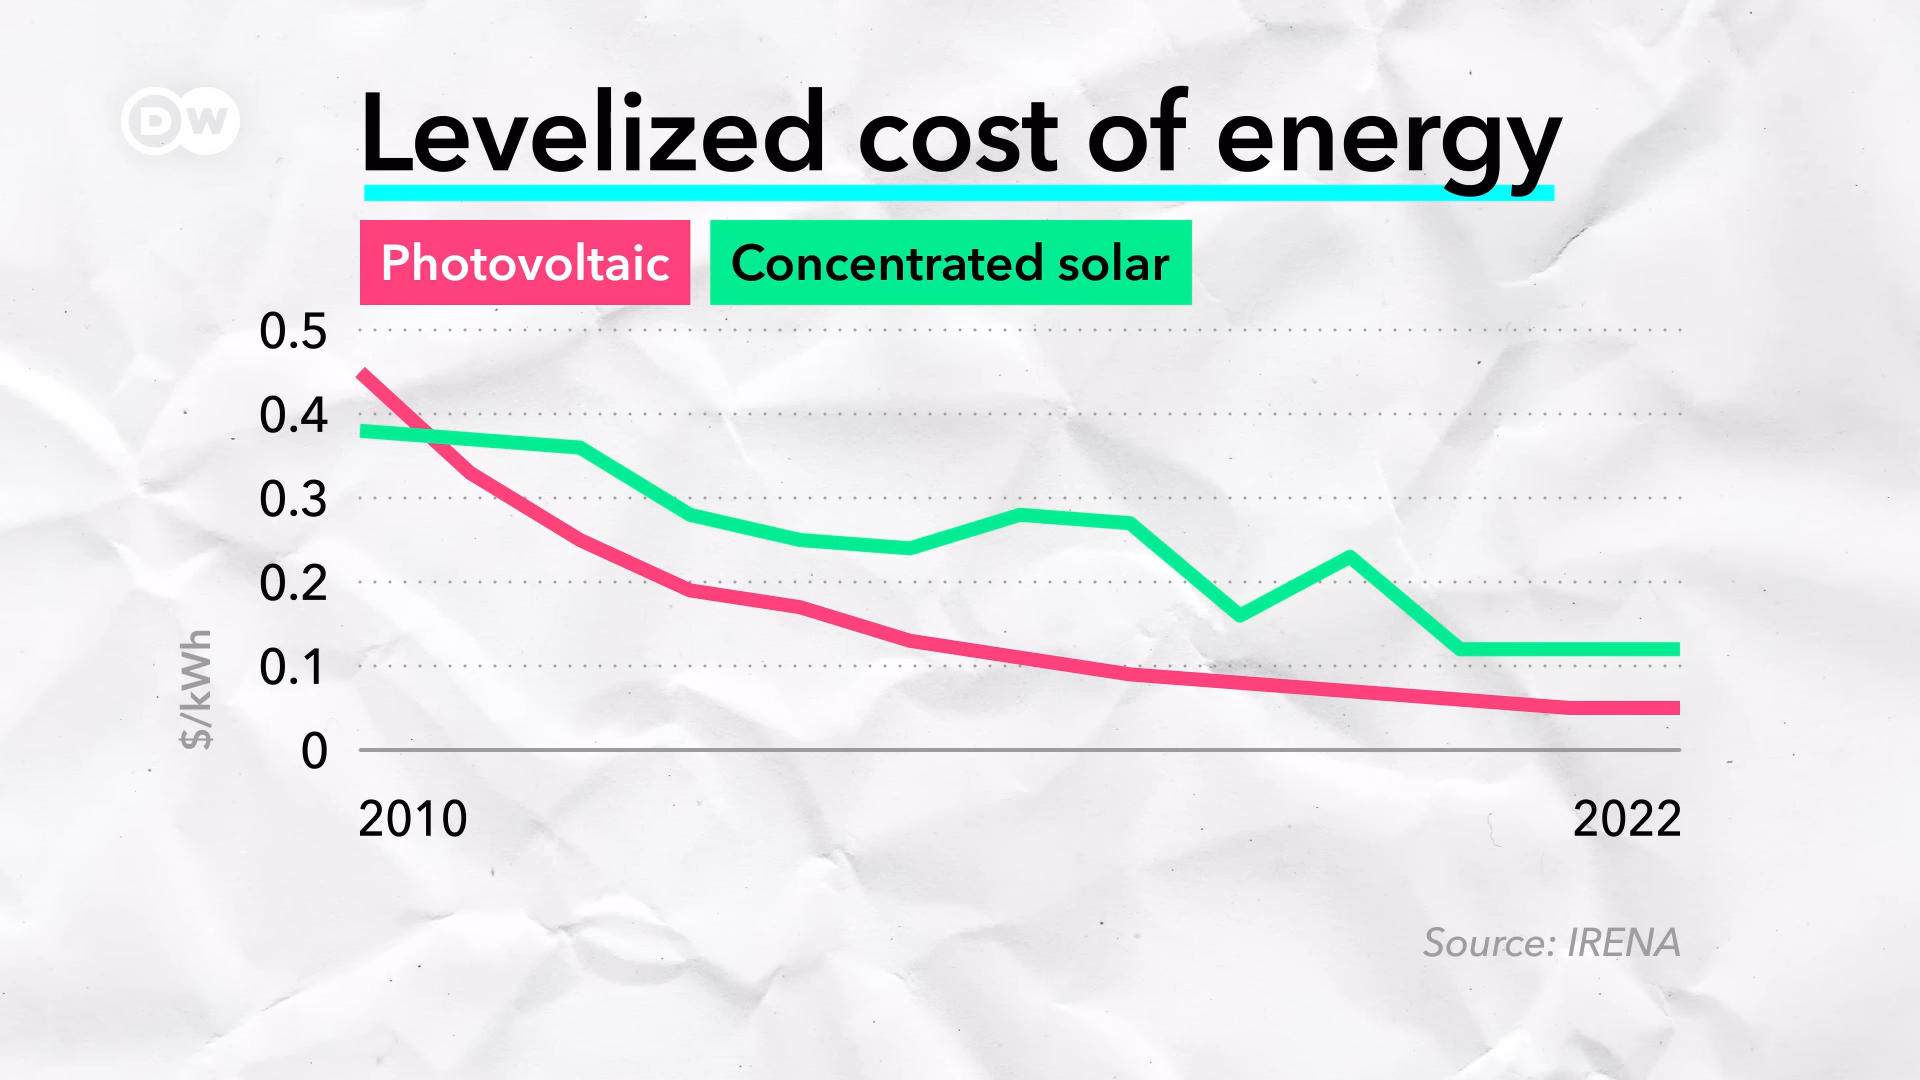 DW
Levelized cost of energy
Photovoltaic
Concentrated solar
0.5
0.4
0.3
0.2
0.1
0
$/kWh
2010
2022
Source: IRENA